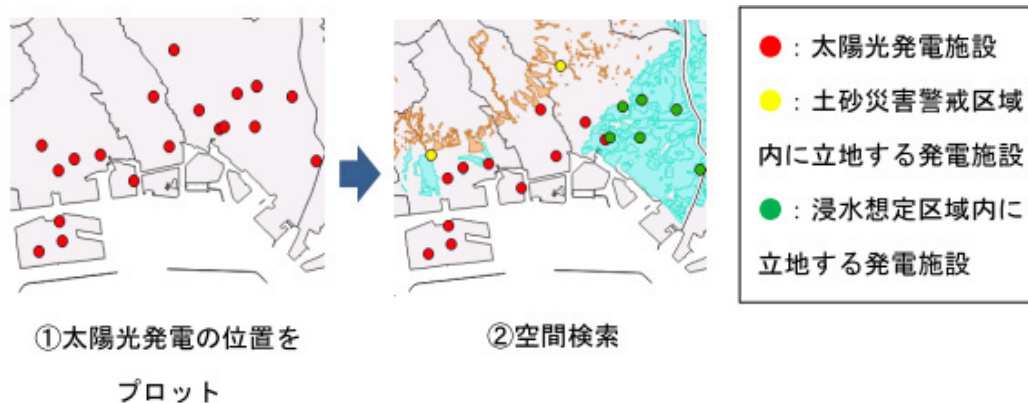 ①太陽光発電の位置を
プロット
②空間検索
：太陽光発電施設
：土砂災害警戒区域
内に立地する発電施設
：浸水想定区域内に
立地する発電施設